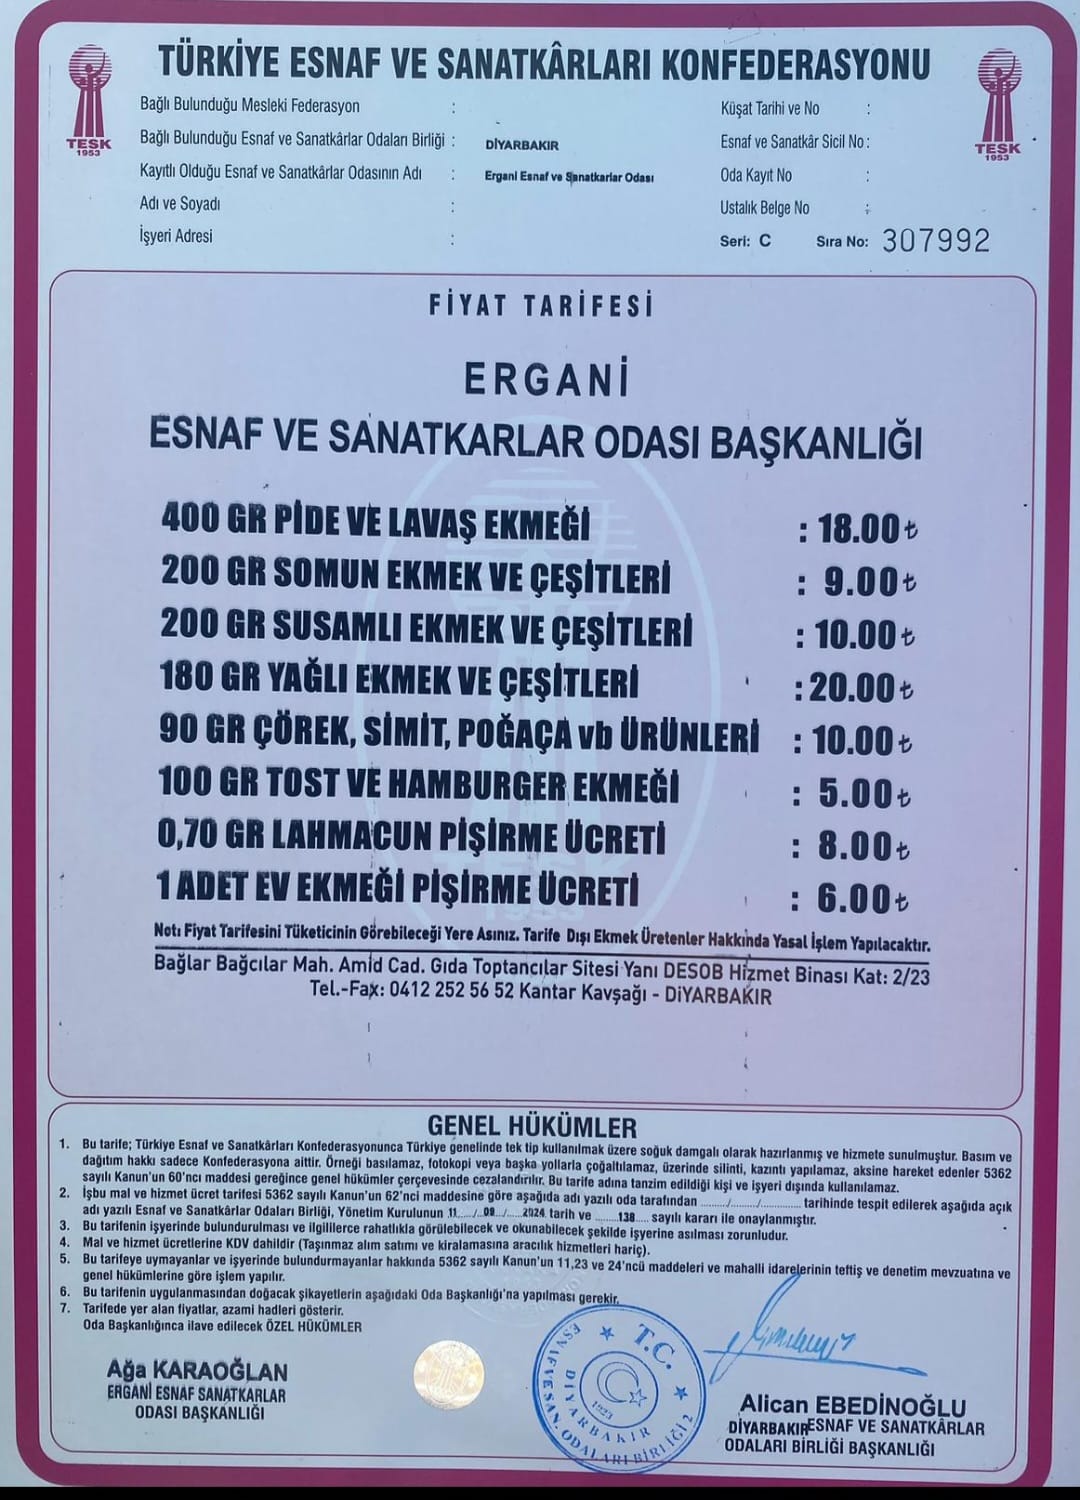 TÜRKİYE ESNAF VE SANATKÂRLARI KONFEDERASYONU
TESK
1953
TESK
1953
Bağlı Bulunduğu Mesleki Federasyon :
Bağlı Bulunduğu Esnaf ve Sanatkârlar Odaları Birliği : DİYARBAKIR
Kayıtlı Olduğu Esnaf ve Sanatkârlar Odasının Adı : Ergani Esnaf ve Sanatkarlar Odası
Adı ve Soyadı :
İşyeri Adresi :
Küşat Tarihi ve No :
Esnaf ve Sanatkâr Sicil No :
Oda Kayıt No :
Ustalık Belge No :
Seri: C Sıra No: 307992
FİYAT TARİFESİ
ERGANİ
ESNAF VE SANATKARLAR ODASI BAŞKANLIĞI
400 GR PİDE VE LAVAŞ EKMEĞİ : 18.00₺
200 GR SOMUN EKMEK VE ÇEŞİTLERİ : 9.00₺
200 GR SUSAMLI EKMEK VE ÇEŞİTLERİ : 10.00₺
180 GR YAĞLI EKMEK VE ÇEŞİTLERİ :20.00₺
90 GR ÇÖREK, SİMİT, POĞAÇA vb ÜRÜNLERİ : 10.00₺
100 GR TOST VE HAMBURGER EKMEĞİ : 5.00₺
0,70 GR LAHMACUN PİŞİRME ÜCRETİ : 8.00₺
1 ADET EV EKMEĞİ PİŞİRME ÜCRETİ : 6.00₺
Not: Fiyat Tarifesini Tüketicinin Görebileceği Yere Asınız. Tarife Dışı Ekmek Üretenler Hakkında Yasal İşlem Yapılacaktır.
Bağlar Bağcılar Mah. Amid Cad. Gıda Toptancılar Sitesi Yanı DESOB Hizmet Binası Kat: 2/23
Tel.-Fax: 0412 252 56 52 Kantar Kavşağı - DİYARBAKIR
GENEL HÜKÜMLER
1. Bu tarife; Türkiye Esnaf ve Sanatkârları Konfederasyonunca Türkiye genelinde tek tip kullanılmak üzere soğuk damgalı olarak hazırlanmış ve hizmete sunulmuştur. Basım ve
dağıtım hakkı sadece Konfederasyona aittir. Örneği basılamaz, fotokopi veya başka yollarla çoğaltılamaz, üzerinde silinti, kazıntı yapılamaz, aksine hareket edenler 5362
sayılı Kanun'un 60'ncı maddesi gereğince genel hükümler çerçevesinde cezalandırılır. Bu tarife adına tanzim edildiği kişi ve işyeri dışında kullanılamaz.
2. İşbu mal ve hizmet ücret tarifesi 5362 sayılı Kanun'un 62'nci maddesine göre aşağıda adı yazılı oda tarafından ......./......./............ tarihinde tespit edilerek aşağıda açık
adı yazılı Esnaf ve Sanatkârlar Odaları Birliği, Yönetim Kurulunun 11..../..09.../.....2024 tarih ve .......138.... sayılı kararı ile onaylanmıştır.
3. Bu tarifenin işyerinde bulundurulması ve ilgililerce rahatlıkla görülebilecek ve okunabilecek şekilde işyerine asılması zorunludur.
4. Mal ve hizmet ücretlerine KDV dahildir (Taşınmaz alım satımı ve kiralamasına aracılık hizmetleri hariç).
5. Bu tarifeye uymayanlar ve işyerinde bulundurmayanlar hakkında 5362 sayılı Kanun'un 11,23 ve 24'ncü maddeleri ve mahalli idarelerinin teftiş ve denetim mevzuatına ve
genel hükümlerine göre işlem yapılır.
6. Bu tarifenin uygulanmasından doğacak şikayetlerin aşağıdaki Oda Başkanlığı'na yapılması gerekir.
7. Tarifede yer alan fiyatlar, azami hadleri gösterir.
Oda Başkanlığınca ilave edilecek ÖZEL HÜKÜMLER
Ağa KARAOĞLAN
ERGANİ ESNAF SANATKARLAR
ODASI BAŞKANLIĞI
T.C.
ESNAF VE SAN. ODALARI BİRLİĞİ 2
DİYARBAKIR
1923
Alican EBEDİNOĞLU
DİYARBAKIR ESNAF VE SANATKÂRLAR
ODALARI BİRLİĞİ BAŞKANLIĞI